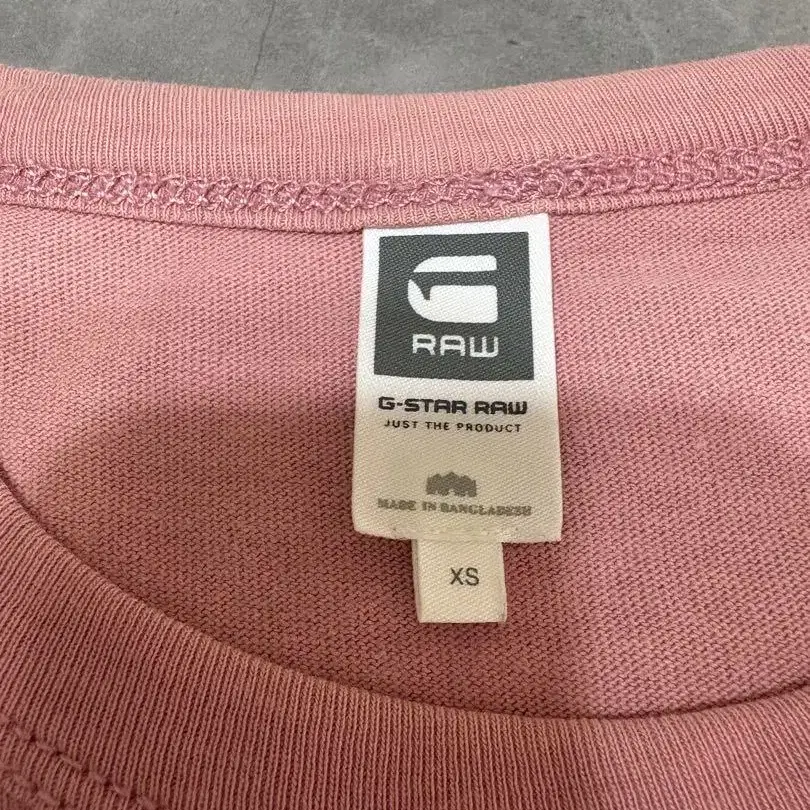 RAW
G-STAR RAW
JUST THE PRODUCT
MADE IN BANGLADESH
XS